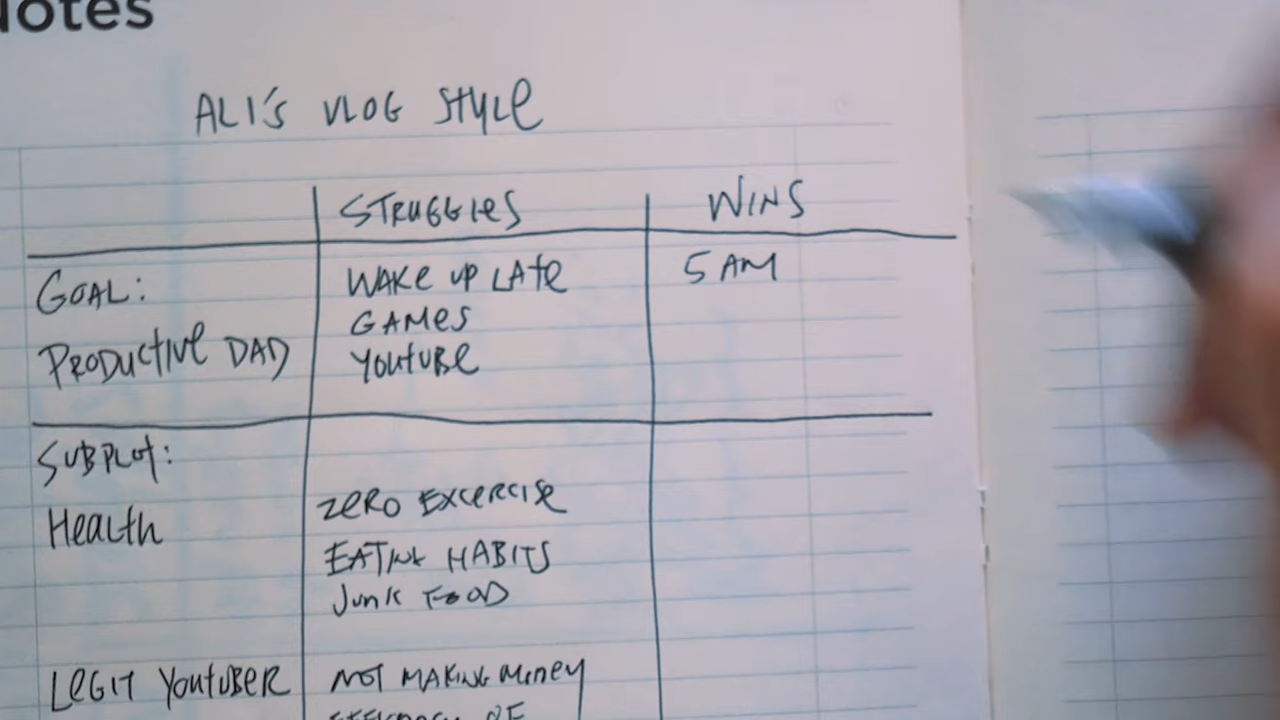 Notes
ALI'S VLOG STYLE
STRUGGLES WINS
GOAL: WAKE UP LATE 5 AM
GAMES
PRODUCTIVE DAD YOUTUBE
SUBPLOT:
Health ZERO EXCERCISE
EATING HABITS
JUNK FOOD
LEGIT YOUTUBER NOT MAKING MONEY
OF